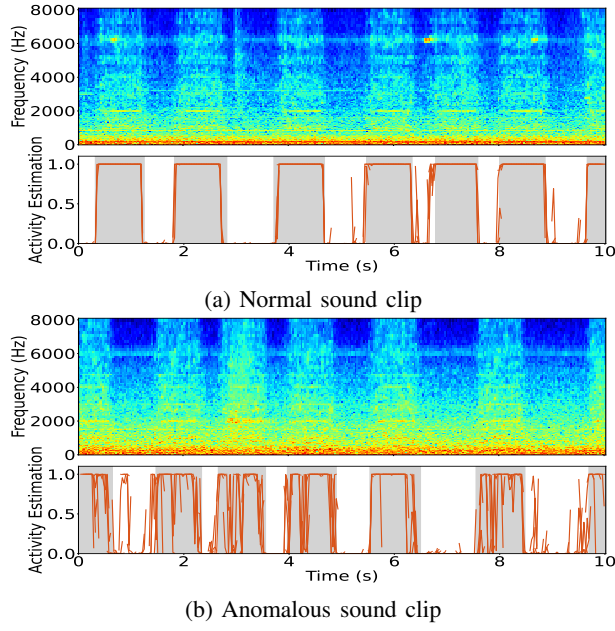 8000
6000
4000
2000
0
Frequency (Hz)
1.0
0.5
0.0
Activity Estimation
0 2 4 6 8 10
Time (s)
(a) Normal sound clip
8000
6000
4000
2000
0
Frequency (Hz)
1.0
0.5
0.0
Activity Estimation
0 2 4 6 8 10
Time (s)
(b) Anomalous sound clip